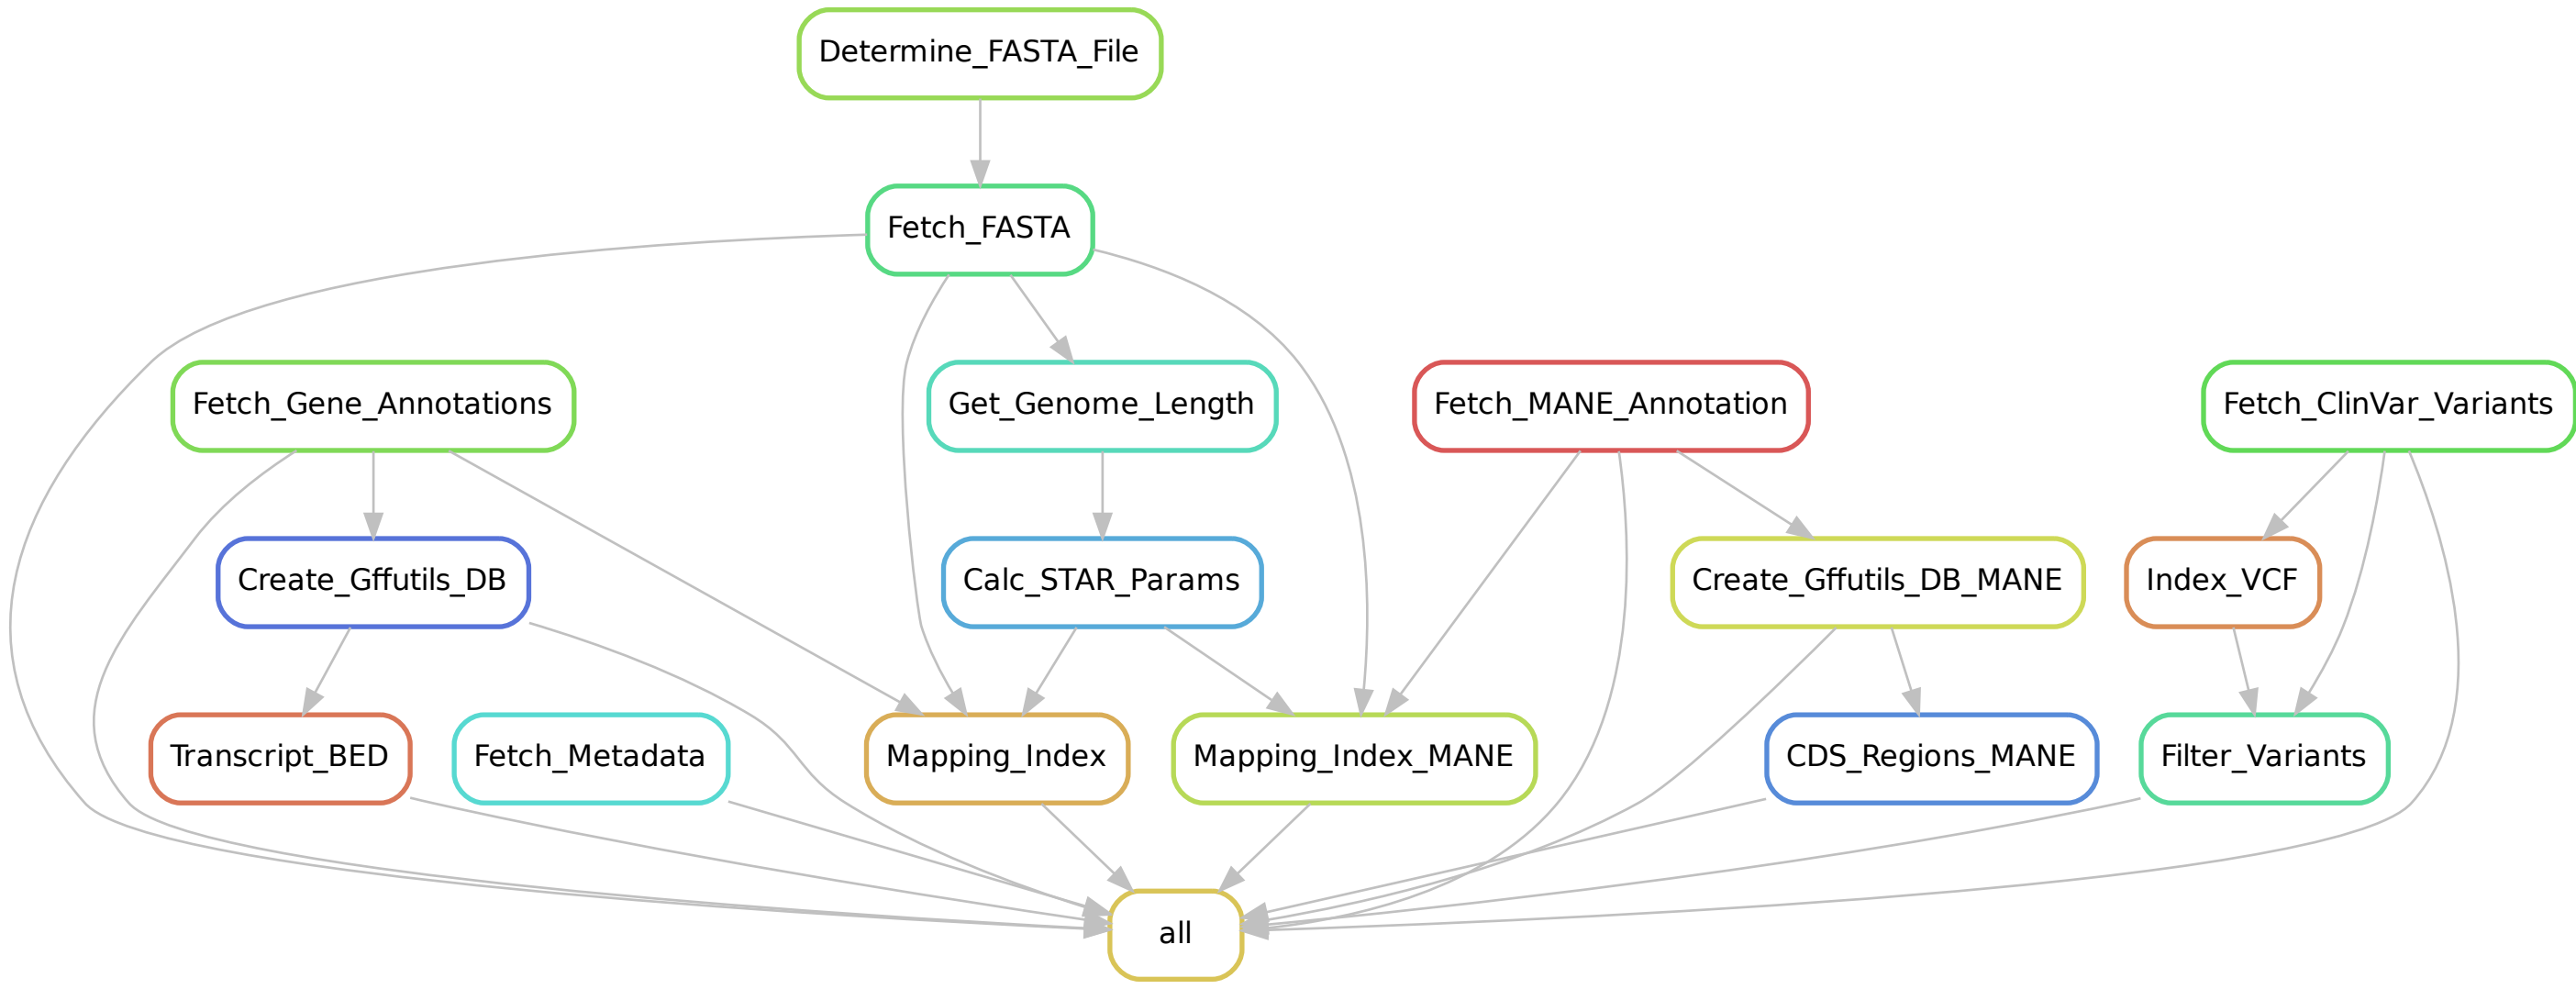 Determine_FASTA_File
Fetch_FASTA
Fetch_Gene_Annotations
Get_Genome_Length
Fetch_MANE_Annotation
Fetch_ClinVar_Variants
Create_Gffutils_DB
Calc_STAR_Params
Create_Gffutils_DB_MANE
Index_VCF
Transcript_BED
Fetch_Metadata
Mapping_Index
Mapping_Index_MANE
CDS_Regions_MANE
Filter_Variants
all